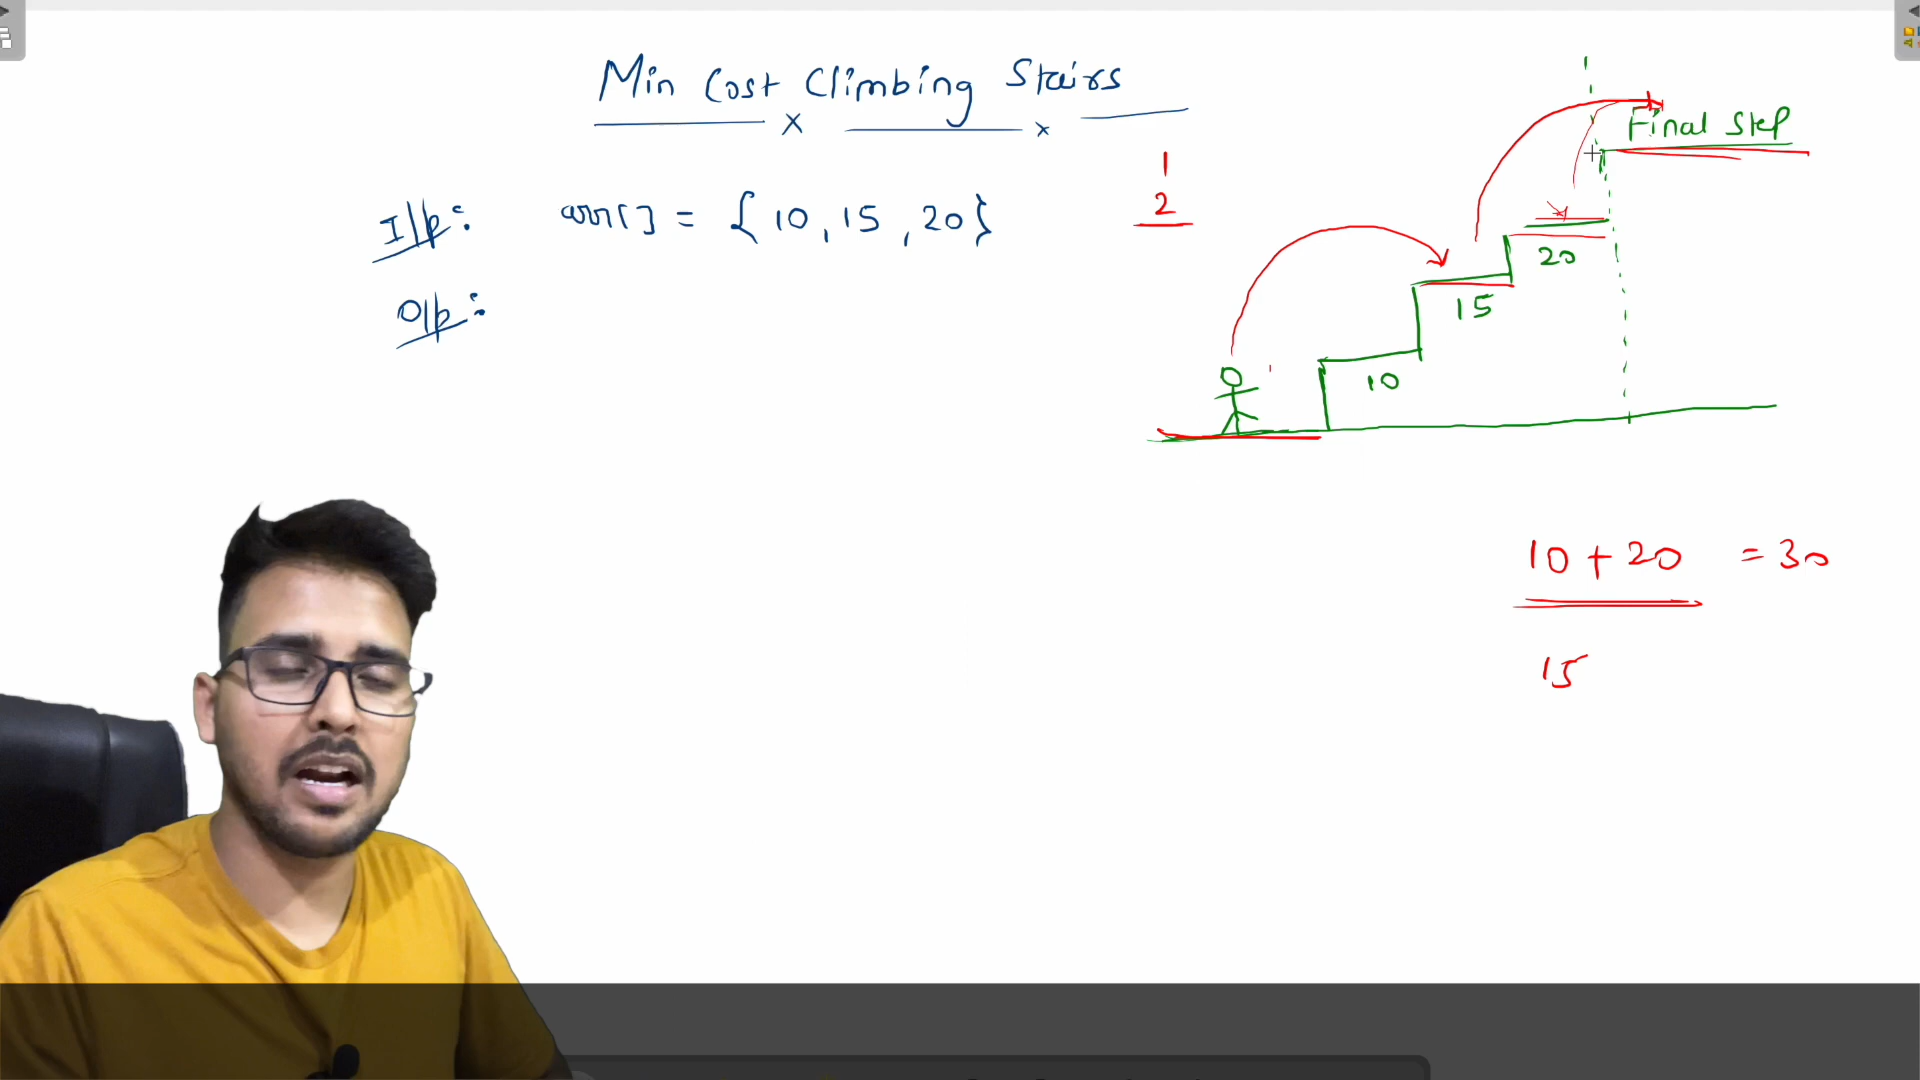 Min Cost Climbing Stairs
x x
I/p: arr[] = {10, 15, 20}
O/p:
1
2
Final Step
20
15
10
10 + 20 = 30
15